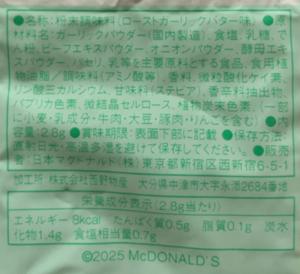 ●名称:粉末調味料(ローストガーリックバター味)●原
材料名:ガーリックパウダー(国内製造)、食塩、乳糖、で
ん粉、ビーフエキスパウダー、オニオンパウダー、酵母エキ
スパウダー、パセリ、乳等を主要原料とする食品、食用植
物油脂/調味料(アミノ酸等)、香料、微粒酸化ケイ素、
リン酸三カルシウム、甘味料(ステビア)、香辛料抽出物、
パプリカ色素、微結晶セルロース、植物炭末色素、(一部
に小麦・乳成分・牛肉・大豆・豚肉・りんごを含む)●内
容量:2.8g●賞味期限:表面下部に記載●保存方法:
直射日光・高温多湿を避けて保存してください。●販売
者:日本マクドナルド(株)東京都新宿区西新宿6-5-1
加工所:株式会社西野物産 大分県中津市大字永添2684番地
栄養成分表示(2.8g当たり)
エネルギー8kcal たんぱく質0.5g 脂質0.1g 炭水
化物1.4g 食塩相当量0.7g
©2025 McDONALD'S